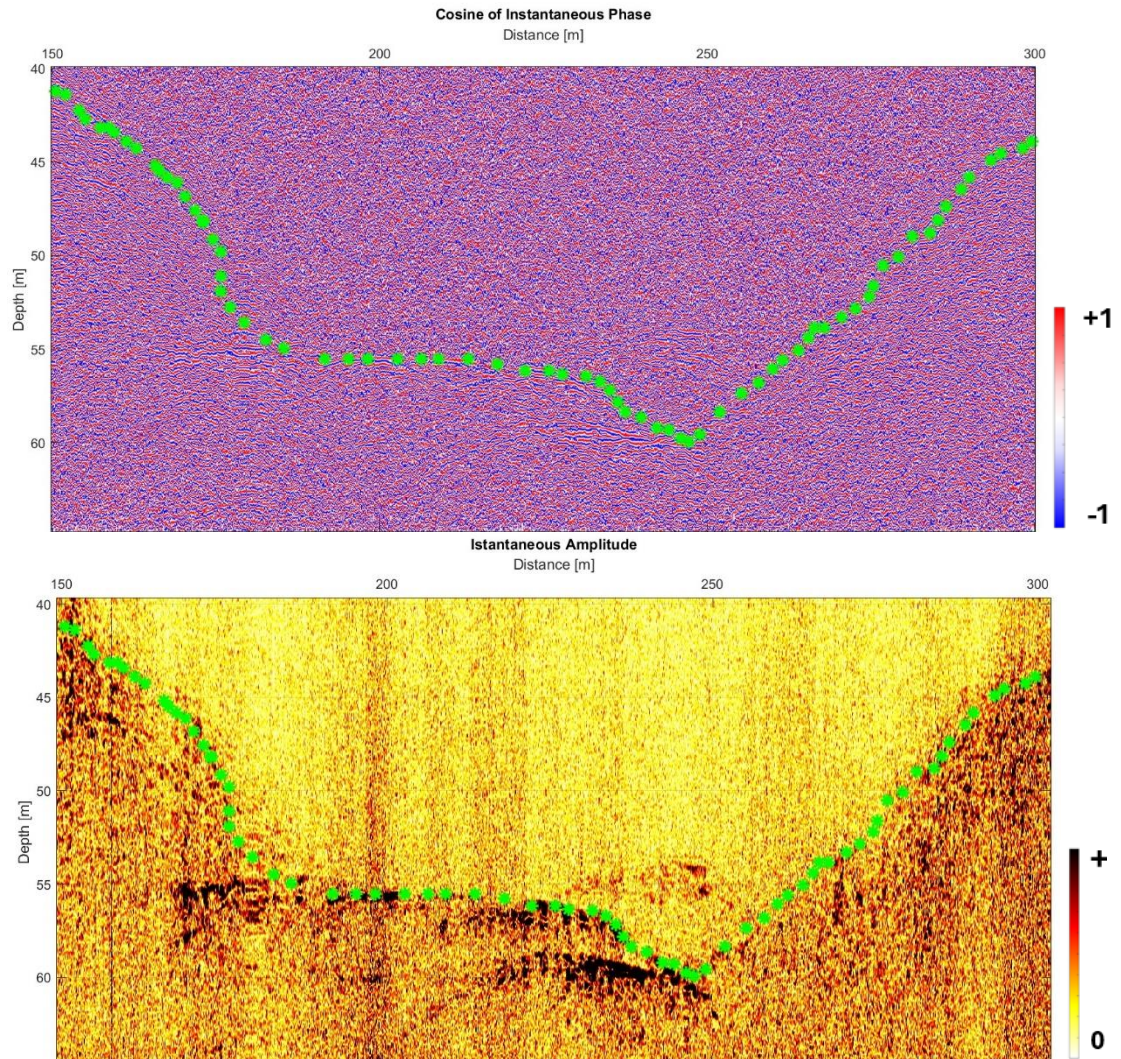 Cosine of Instantaneous Phase
Distance [m]
150 200 250 300
40
45
50
55
60
Depth [m]
+1
-1
Istantaneous Amplitude
Distance [m]
150 200 250 300
40
45
50
55
60
Depth [m]
+
0